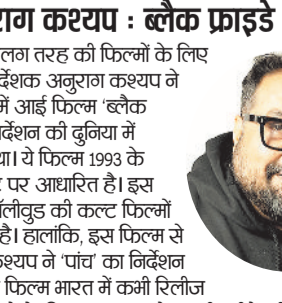 राग कश्यप : ब्लैक फ्राइडे
लग तरह की फिल्मों के लिए
र्देशक अनुराग कश्यप ने
में आई फिल्म ‘ब्लैक
र्देशन की दुनिया में
था। ये फिल्म 1993 के
पर आधारित है। इस
ॉलीवुड की कल्ट फिल्मों
है। हालांकि, इस फिल्म से
कश्यप ने ‘पांच’ का निर्देशन
फिल्म भारत में कभी रिलीज